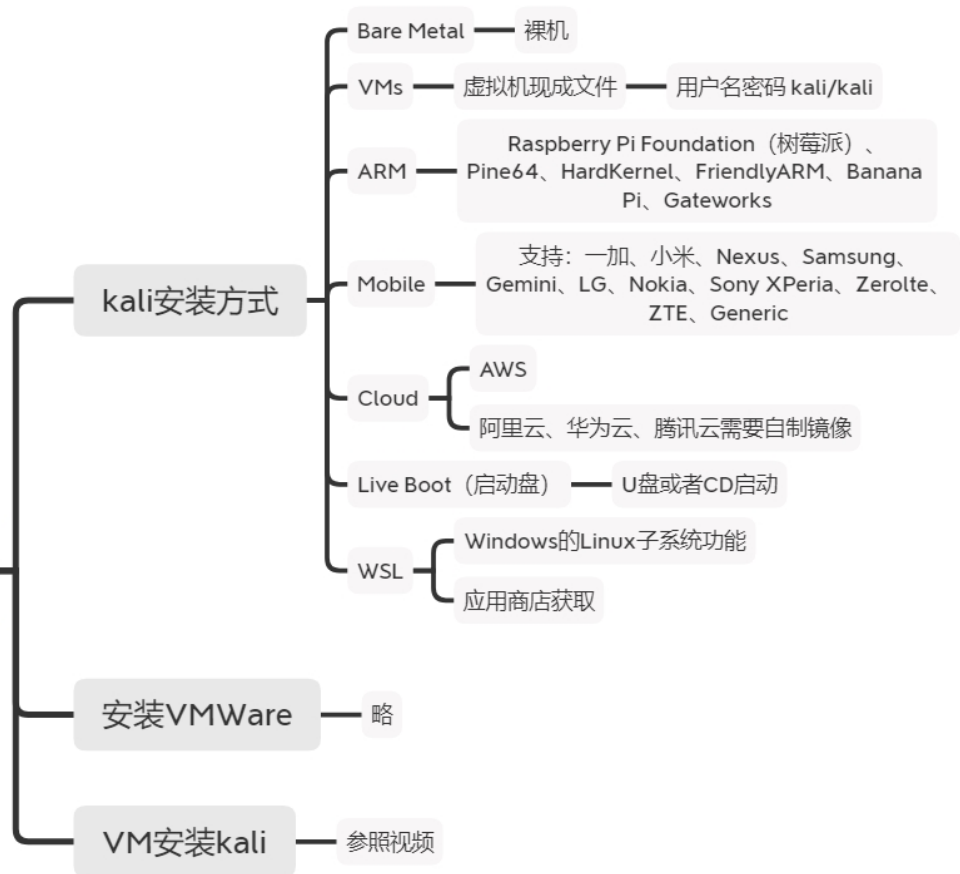 Bare Metal
裸机
VMs
虚拟机现成文件
用户名密码 kali/kali
ARM
Raspberry Pi Foundation（树莓派）、
Pine64、HardKernel、FriendlyARM、Banana
Pi、Gateworks
kali安装方式
Mobile
支持：一加、小米、Nexus、Samsung、
Gemini、LG、Nokia、Sony XPeria、Zerolte、
ZTE、Generic
Cloud
AWS
阿里云、华为云、腾讯云需要自制镜像
Live Boot（启动盘）
U盘或者CD启动
WSL
Windows的Linux子系统功能
应用商店获取
安装VMWare
略
VM安装kali
参照视频